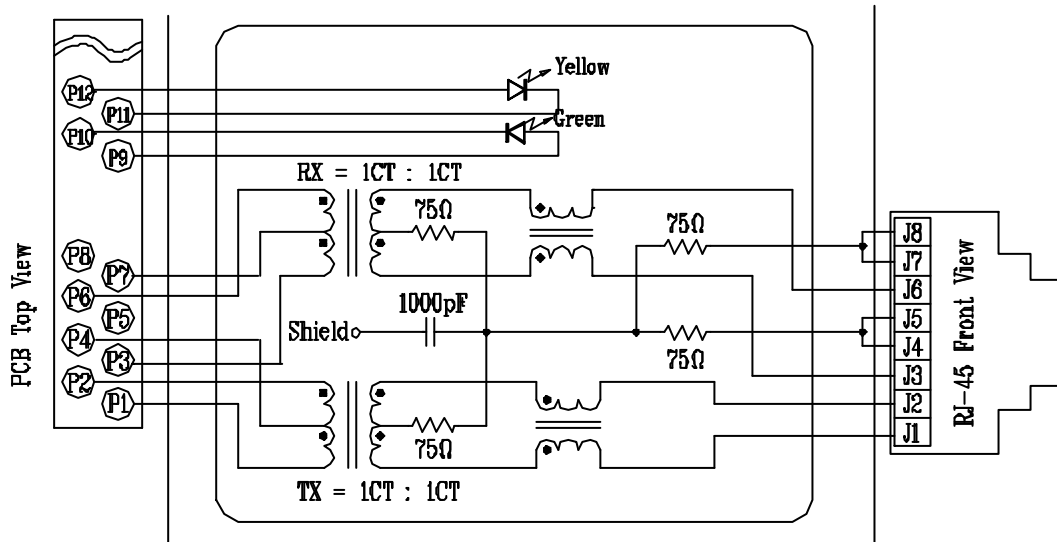 Yellow
P12
P11
Green
P10
P9
RX = 1CT : 1CT
75Ω
75Ω
J8
P8
J7
P7
J6
P6
1000pF
P5
J5
Shield
P4
J4
P3
75Ω
J3
P2
J2
P1
75Ω
J1
TX = 1CT : 1CT
PCB Top View
RJ-45 Front View